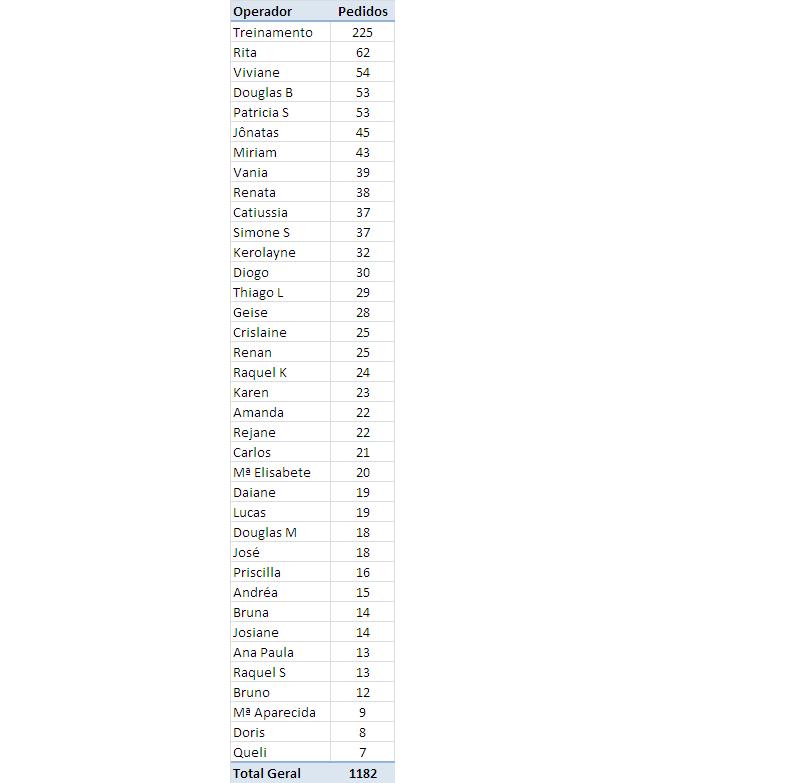 Operador Pedidos
Treinamento 225
Rita 62
Viviane 54
Douglas B 53
Patricia S 53
Jônatas 45
Miriam 43
Vania 39
Renata 38
Catiussia 37
Simone S 37
Kerolayne 32
Diogo 30
Thiago L 29
Geise 28
Crislaine 25
Renan 25
Raquel K 24
Karen 23
Amanda 22
Rejane 22
Carlos 21
Mª Elisabete 20
Daiane 19
Lucas 19
Douglas M 18
José 18
Priscilla 16
Andréa 15
Bruna 14
Josiane 14
Ana Paula 13
Raquel S 13
Bruno 12
Mª Aparecida 9
Doris 8
Queli 7
Total Geral 1182